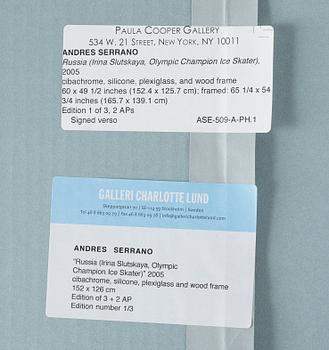 PAULA COOPER GALLERY
534 W. 21 STREET, NEW YORK, NY 10011
ANDRES SERRANO
Russia (Irina Slutskaya, Olympic Champion Ice Skater),
2005
cibachrome, silicone, plexiglass, and wood frame
60 x 49 1/2 inches (152.4 x 125.7 cm); framed: 65 1/4 x 54
3/4 inches (165.7 x 139.1 cm)
Edition 1 of 3, 2 APs
Signed verso ASE-509-A-PH.1
GALLERI CHARLOTTE LUND
Stockholm / Sweden
ANDRES SERRANO
"Russia (Irina Slutskaya, Olympic
Champion Ice Skater)" 2005
cibachrome, silicone, plexiglass and wood frame
152 x 126 cm
Edition of 3 + 2 AP
Edition number 1/3